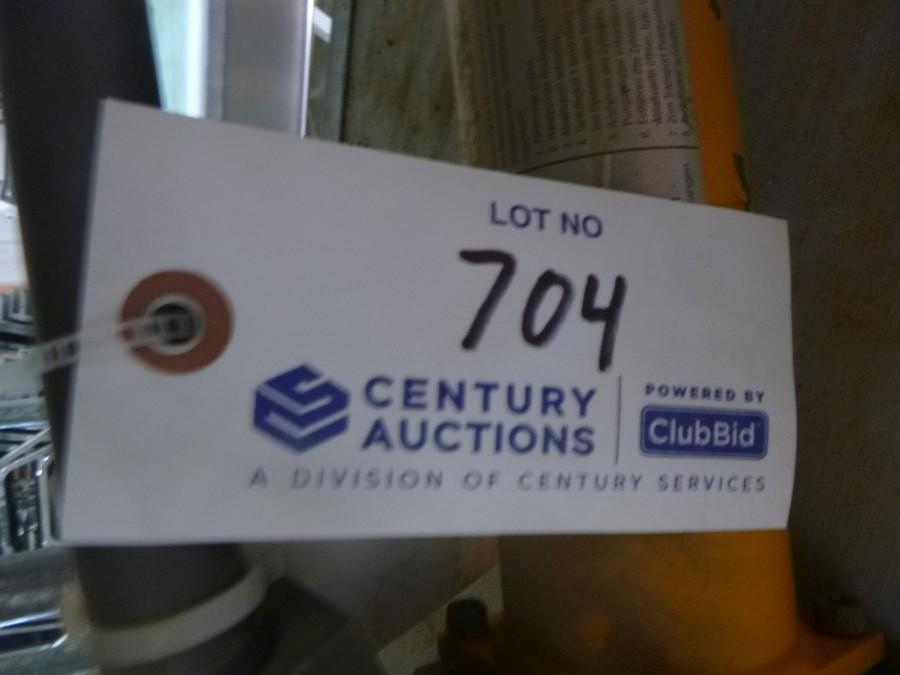 LOT NO
704
CENTURY
AUCTIONS
POWERED BY
ClubBid
A DIVISION OF CENTURY SERVICES